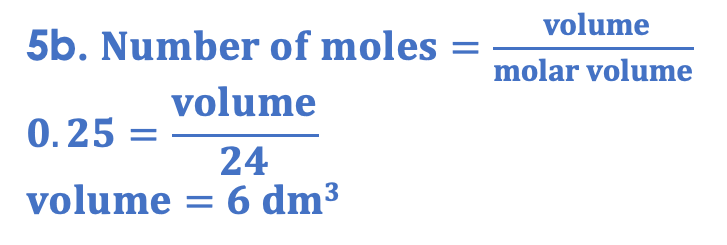 5b. Number of moles = volume / molar volume
0.25 = volume / 24
volume = 6 dm³